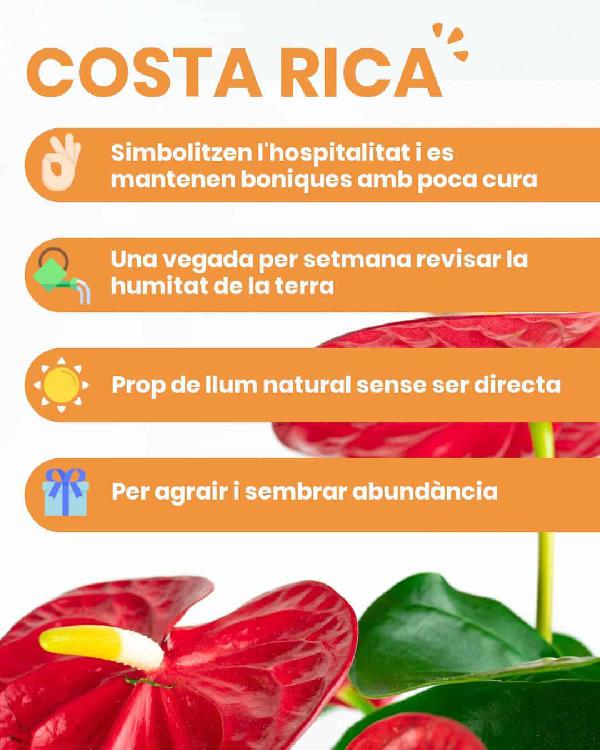 COSTA RICA
Simbolitzen l'hospitalitat i es
mantenen boniques amb poca cura
Una vegada per setmana revisar la
humitat de la terra
Prop de llum natural sense ser directa
Per agrair i sembrar abundància